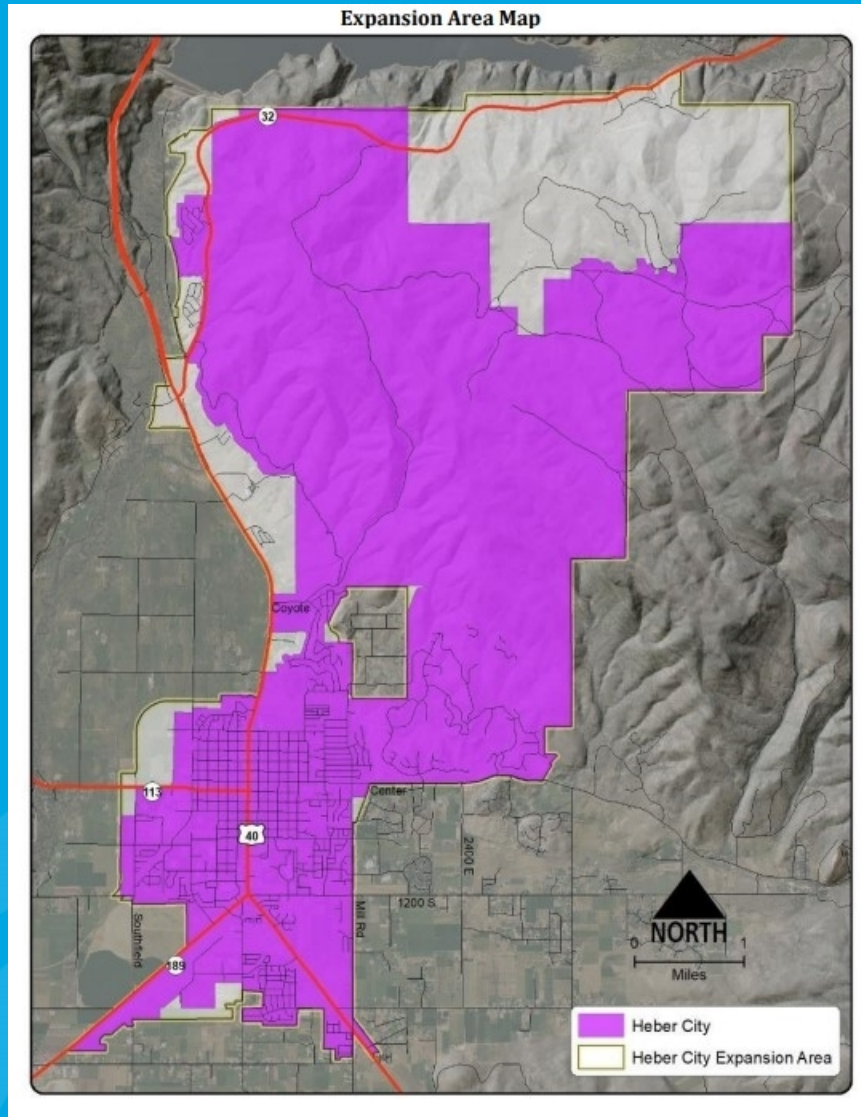 Expansion Area Map
32
Coyote
113
Center
40
2400 E
Mill Rd
1200 S
Southfield
189
NORTH
0 1
Miles
Heber City
Heber City Expansion Area